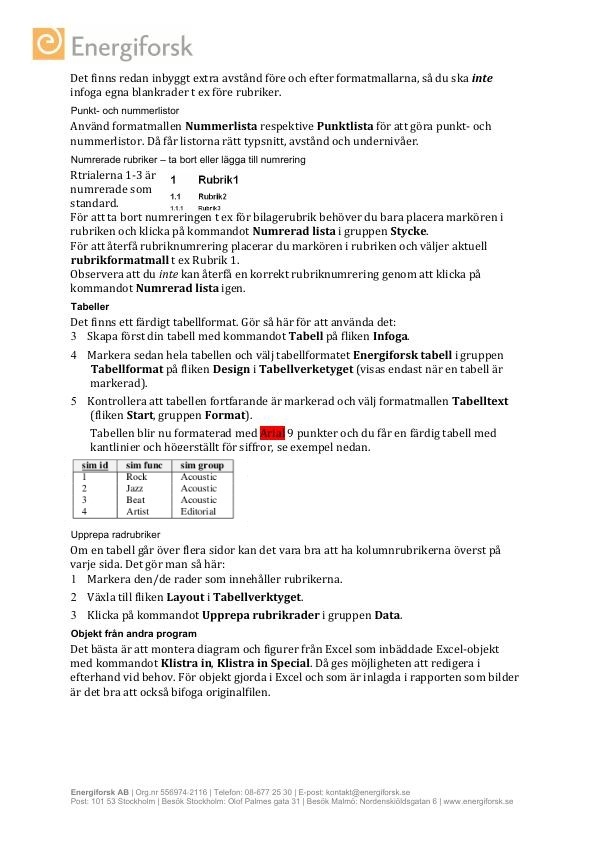 Energiforsk
Det finns redan inbyggt extra avstånd före och efter formatmallarna, så du ska inte
infoga egna blankrader t ex före rubriker.
Punkt- och nummerlistor
Använd formatmallen Nummerlista respektive Punktlista för att göra punkt- och
nummerlistor. Då får listorna rätt typsnitt, avstånd och undernivåer.
Numrerade rubriker – ta bort eller lägga till numrering
Rtrialerna 1-3 är
numrerade som
standard.
1 Rubrik1
1.1 Rubrik2
1.1.1 Rubrik3
För att ta bort numreringen t ex för bilagerubrik behöver du bara placera markören i
rubriken och klicka på kommandot Numrerad lista i gruppen Stycke.
För att återfå rubriknumrering placerar du markören i rubriken och väljer aktuell
rubrikformatmall t ex Rubrik 1.
Observera att du inte kan återfå en korrekt rubriknumrering genom att klicka på
kommandot Numrerad lista igen.
Tabeller
Det finns ett färdigt tabellformat. Gör så här för att använda det:
3 Skapa först din tabell med kommandot Tabell på fliken Infoga.
4 Markera sedan hela tabellen och välj tabellformatet Energiforsk tabell i gruppen
Tabellformat på fliken Design i Tabellverketyget (visas endast när en tabell är
markerad).
5 Kontrollera att tabellen fortfarande är markerad och välj formatmallen Tabelltext
(fliken Start, gruppen Format).
Tabellen blir nu formaterad med Arial 9 punkter och du får en färdig tabell med
kantlinier och högerställt för siffror, se exempel nedan.
sim id sim func sim group
1 Rock Acoustic
2 Jazz Acoustic
3 Beat Acoustic
4 Artist Editorial
Upprepa radrubriker
Om en tabell går över flera sidor kan det vara bra att ha kolumnrubrikerna överst på
varje sida. Det gör man så här:
1 Markera den/de rader som innehåller rubrikerna.
2 Växla till fliken Layout i Tabellverktyget.
3 Klicka på kommandot Upprepa rubrikrader i gruppen Data.
Objekt från andra program
Det bästa är att montera diagram och figurer från Excel som inbäddade Excel-objekt
med kommandot Klistra in, Klistra in Special. Då ges möjligheten att redigera i
efterhand vid behov. För objekt gjorda i Excel och som är inlagda i rapporten som bilder
är det bra att också bifoga originalfilen.
Energiforsk AB | Org.nr 556974-2116 | Telefon: 08-677 25 30 | E-post: kontakt@energiforsk.se
Post: 101 53 Stockholm | Besök Stockholm: Olof Palmes gata 31 | Besök Malmö: Nordenskiöldsgatan 6 | www.energiforsk.se